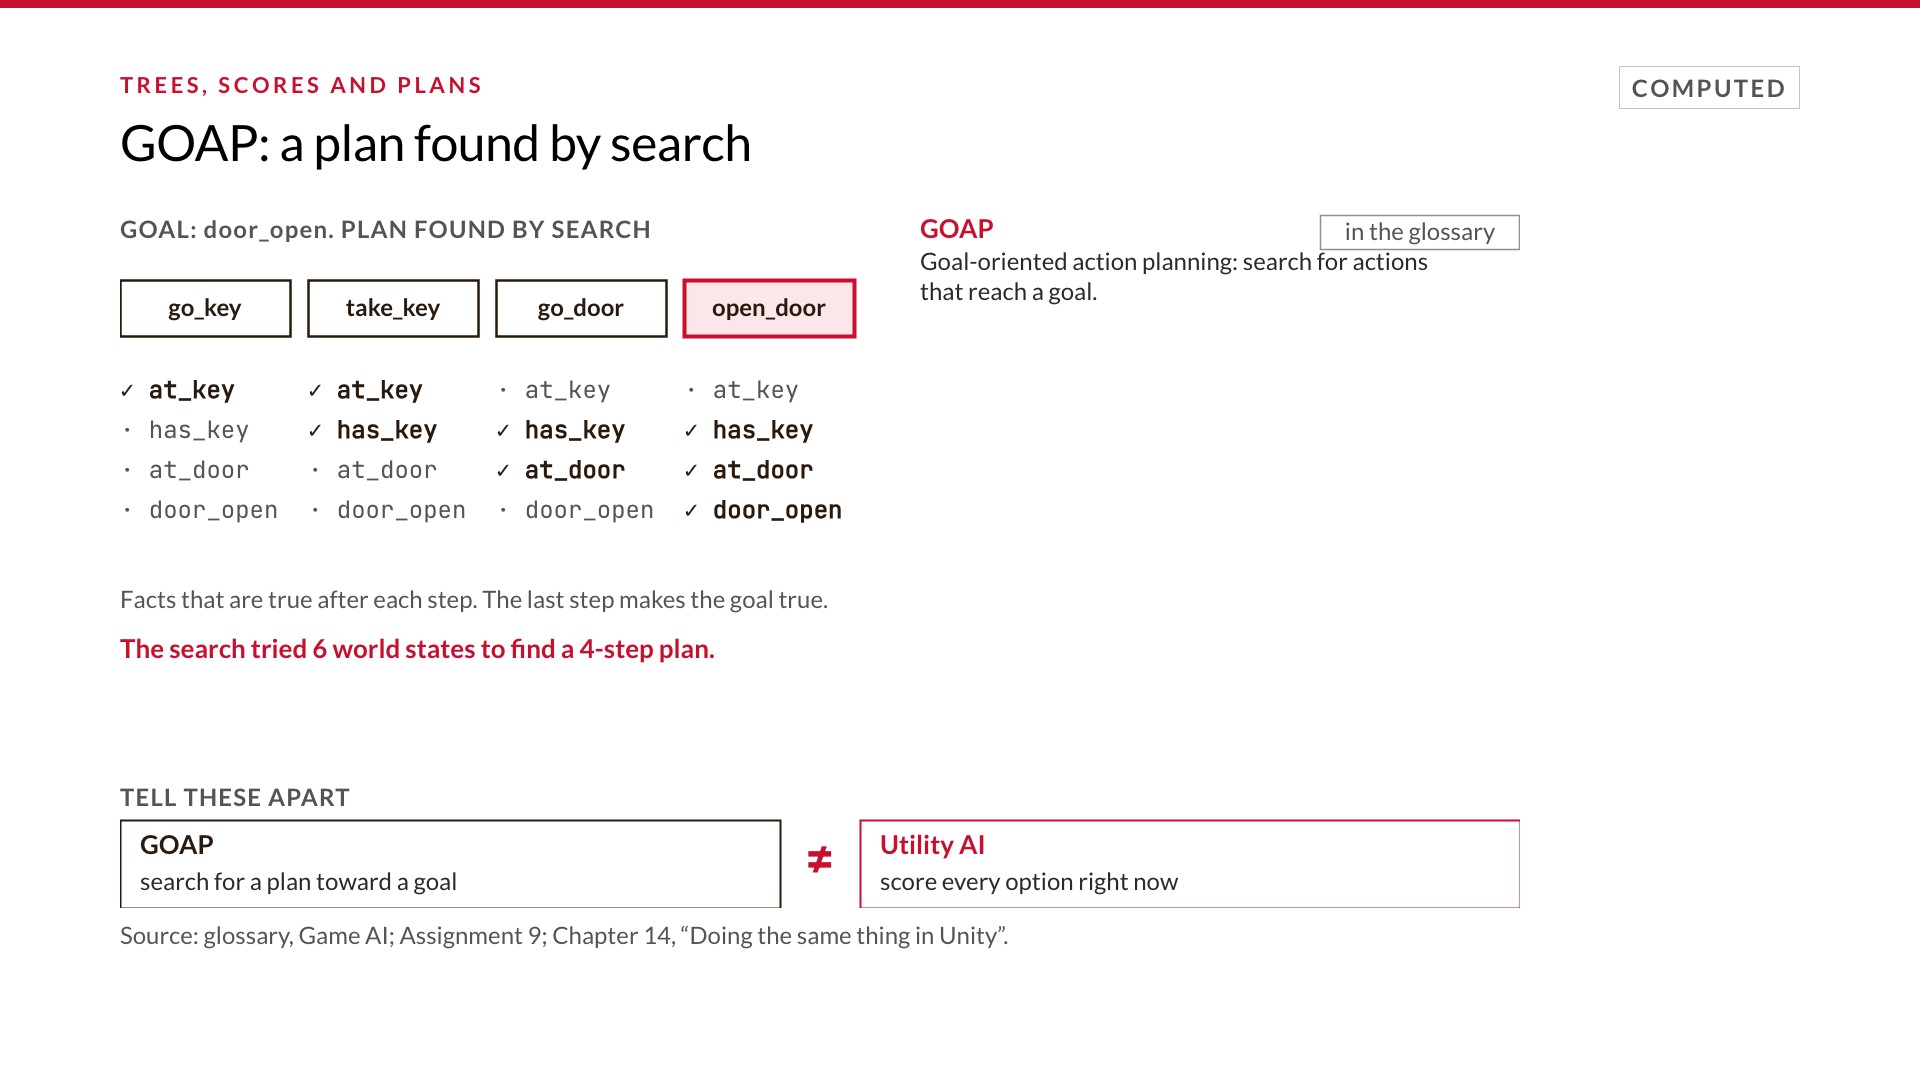 TREES, SCORES AND PLANS
COMPUTED
GOAP: a plan found by search
GOAL: door_open. PLAN FOUND BY SEARCH
go_key take_key go_door open_door
✓ at_key ✓ at_key · at_key · at_key
· has_key ✓ has_key ✓ has_key ✓ has_key
· at_door · at_door ✓ at_door ✓ at_door
· door_open · door_open · door_open ✓ door_open
Facts that are true after each step. The last step makes the goal true.
The search tried 6 world states to find a 4-step plan.
GOAP
in the glossary
Goal-oriented action planning: search for actions
that reach a goal.
TELL THESE APART
GOAP
search for a plan toward a goal
≠
Utility AI
score every option right now
Source: glossary, Game AI; Assignment 9; Chapter 14, “Doing the same thing in Unity”.